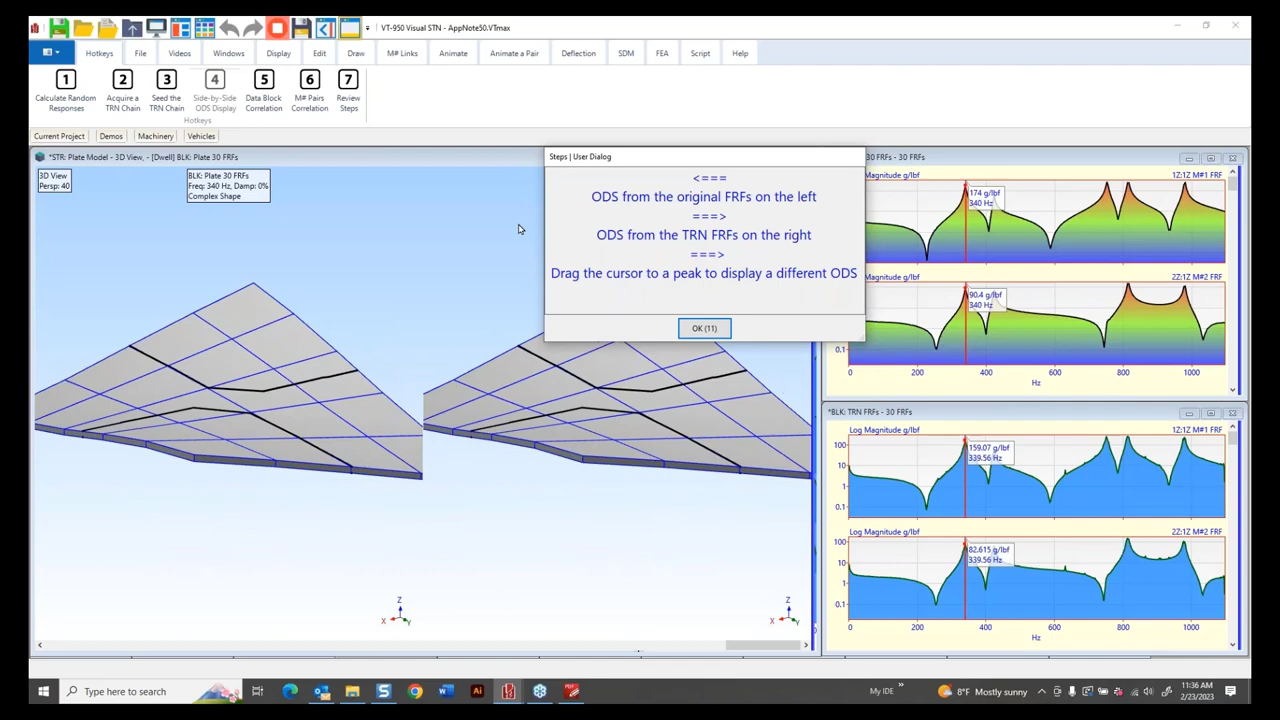 VT-950 Visual STN - AppNote50.VTmax
Hotkeys File Videos Windows Display Edit Draw M# Links Animate Animate a Pair Deflection SDM FEA Script Help
1 2 3 4 5 6 7
Calculate Random Responses
Acquire a TRN Chain
Seed the TRN Chain
Side-by-Side ODS Display
Data Block Correlation
M# Pairs Correlation
Review Steps
Hotkeys
Current Project Demos Machinery Vehicles
*STR: Plate Model - 3D View, - [Dwell] BLK: Plate 30 FRFs
3D View
Persp: 40
BLK: Plate 30 FRFs
Freq: 340 Hz, Damp: 0%
Complex Shape
Steps | User Dialog
<===
ODS from the original FRFs on the left
===>
ODS from the TRN FRFs on the right
===>
Drag the cursor to a peak to display a different ODS
OK (11)
Z
X Y
Z
X Y
30 FRFs - 30 FRFs
Magnitude g/lbf 1Z:1Z M#1 FRF
174 g/lbf
340 Hz
Magnitude g/lbf 2Z:1Z M#2 FRF
90.4 g/lbf
340 Hz
0.1
0 200 400 600 800 1000
Hz
*BLK: TRN FRFs - 30 FRFs
Log Magnitude g/lbf 1Z:1Z M#1 FRF
100
10
1
0.1
159.07 g/lbf
339.56 Hz
Log Magnitude g/lbf 2Z:1Z M#2 FRF
100
10
1
0.1
82.615 g/lbf
339.56 Hz
0 200 400 600 800 1000
Hz
Type here to search
My IDE
8°F Mostly sunny
11:36 AM
2/23/2023